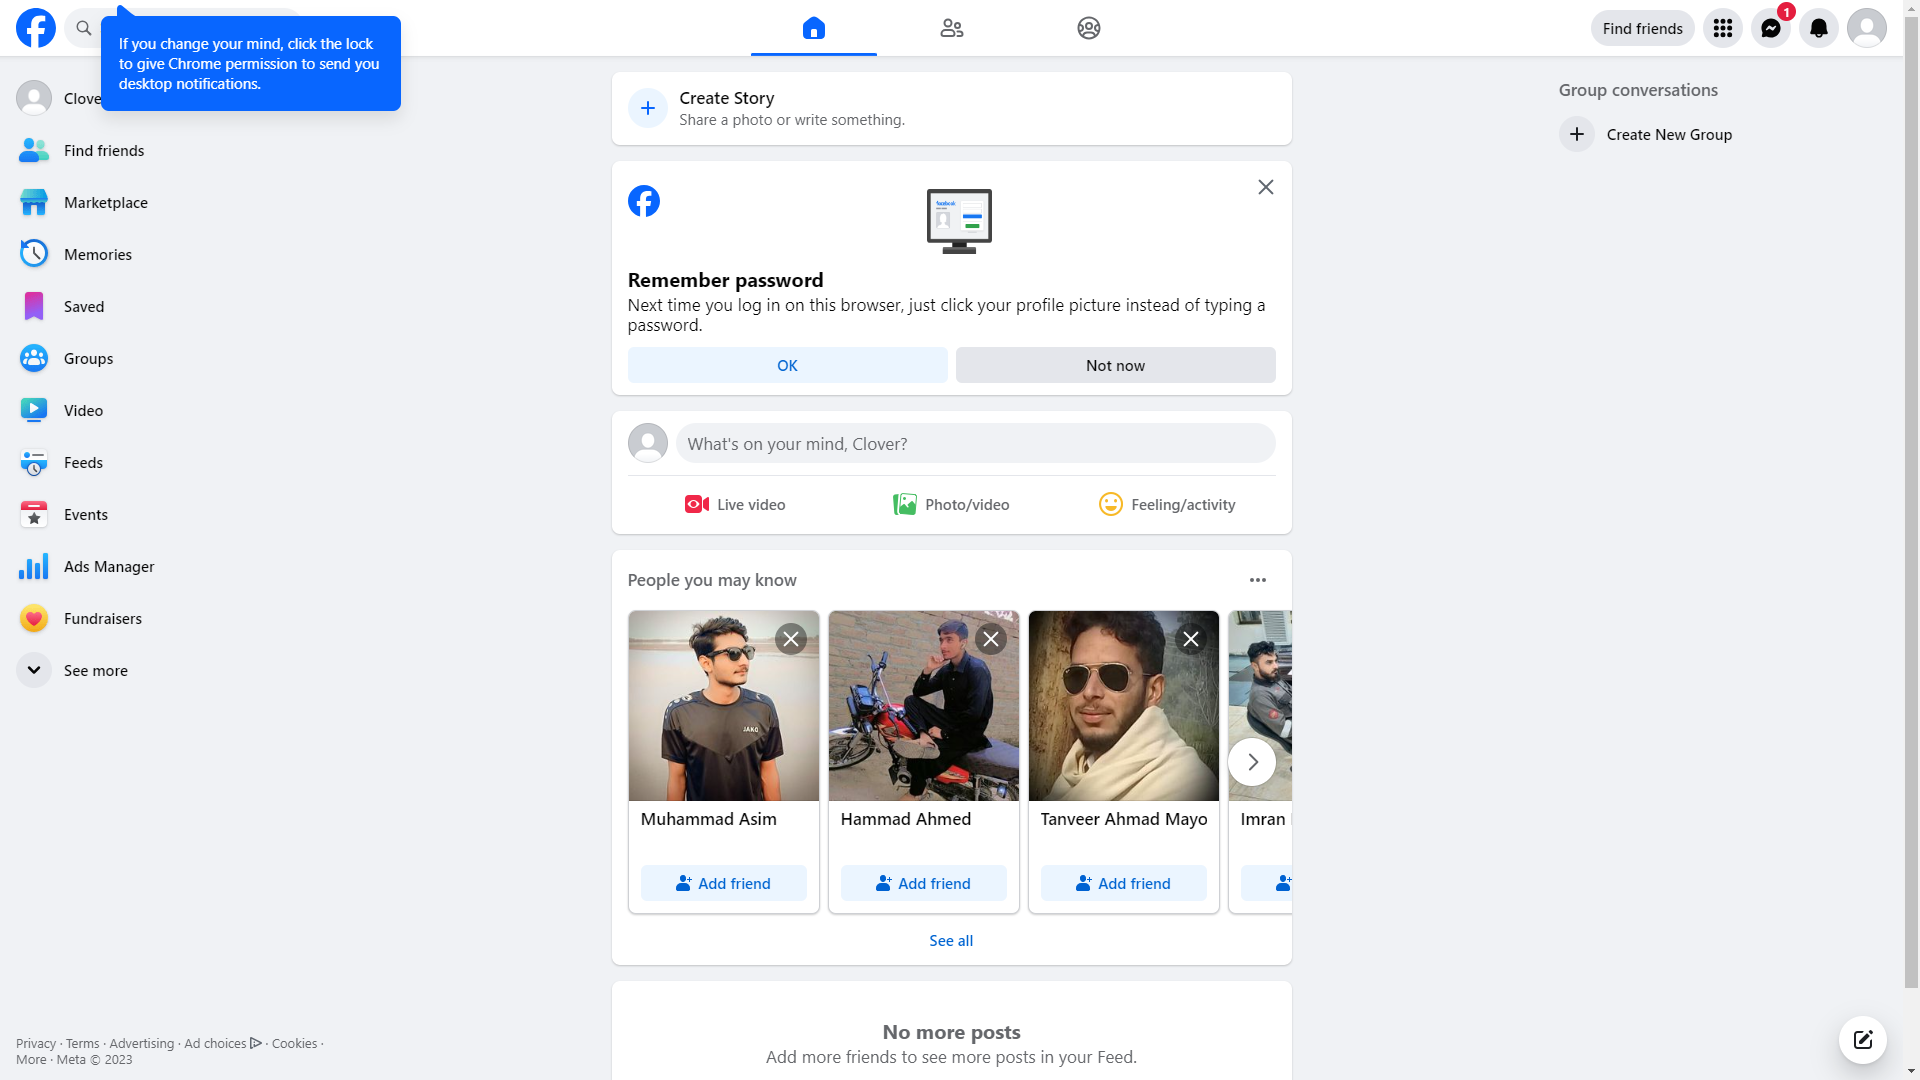 If you change your mind, click the lock
to give Chrome permission to send you
desktop notifications.
Find friends
1
Clove
Find friends
Marketplace
Memories
Saved
Groups
Video
Feeds
Events
Ads Manager
Fundraisers
See more
Privacy · Terms · Advertising · Ad choices · Cookies ·
More · Meta © 2023
Create Story
Share a photo or write something.
facebook
Remember password
Next time you log in on this browser, just click your profile picture instead of typing a
password.
OK
Not now
What's on your mind, Clover?
Live video
Photo/video
Feeling/activity
People you may know
JAKO
Muhammad Asim
Add friend
Hammad Ahmed
Add friend
Tanveer Ahmad Mayo
Add friend
Imran
See all
No more posts
Add more friends to see more posts in your Feed.
Group conversations
Create New Group